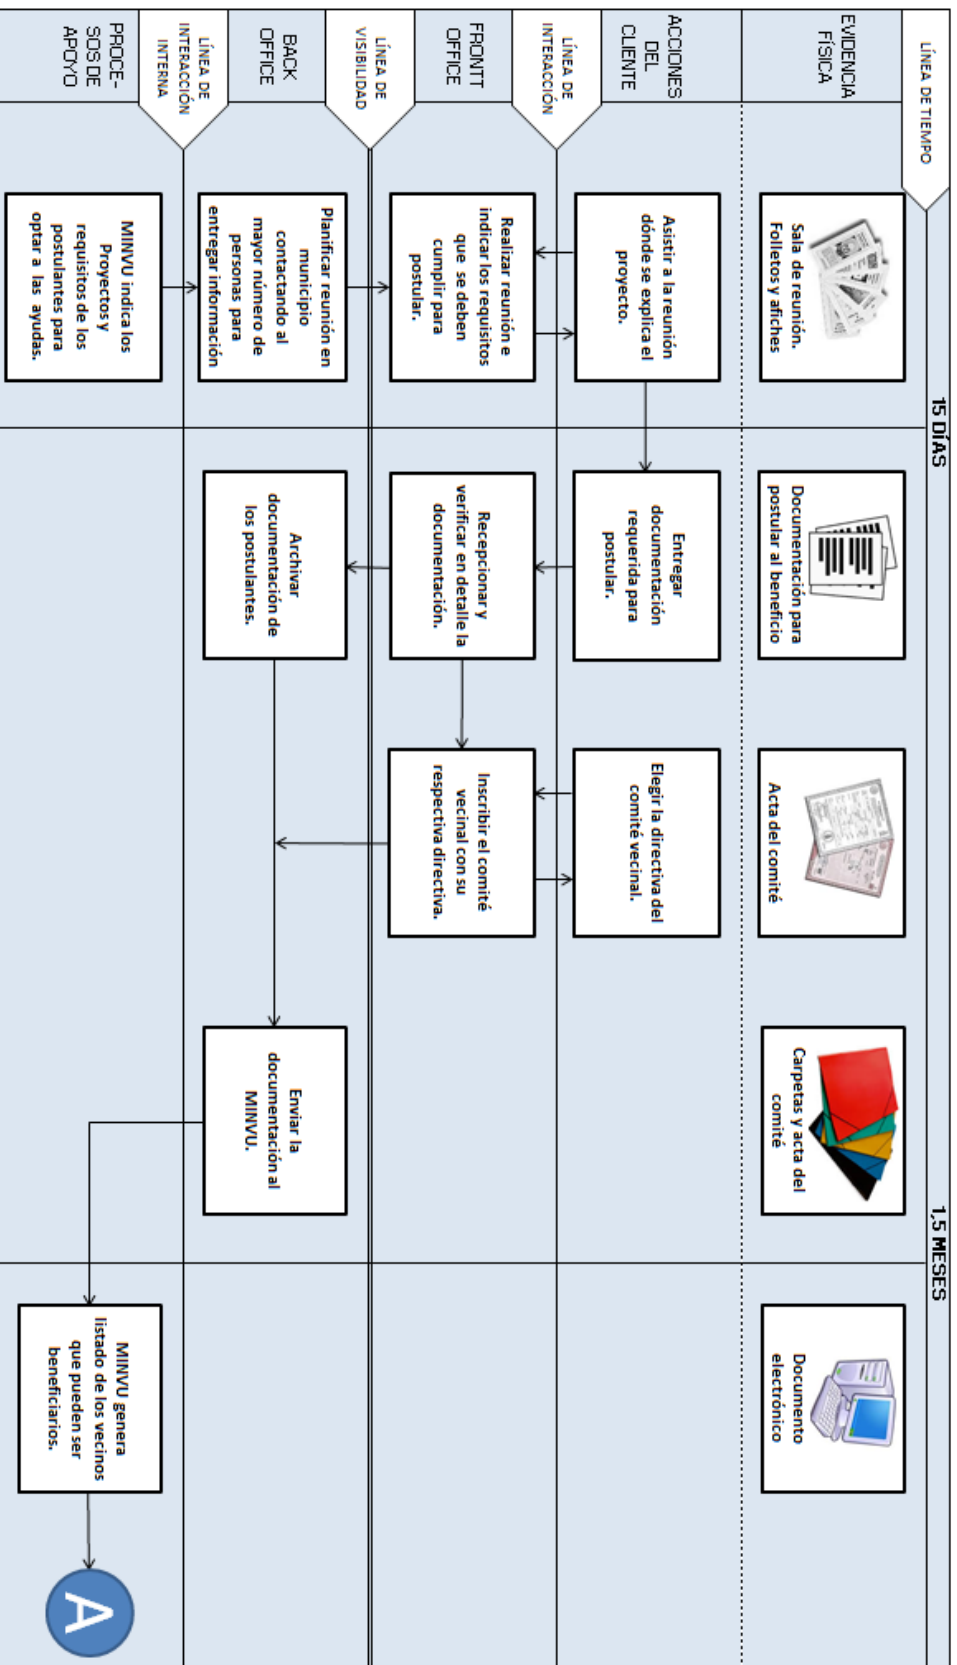 LÍNEA DE TIEMPO
15 DÍAS
1,5 MESES
EVIDENCIA
FÍSICA
Sala de reunión.
Folletos y afiches
Documentación para
postular al beneficio
Acta del comité
Carpetas y acta del
comité
Documento
electrónico
ACCIONES
DEL
CLIENTE
Asistir a la reunión
dónde se explica el
proyecto.
Entregar
documentación
requerida para
postular.
Elegir la directiva del
comité vecinal.
LÍNEA DE
INTERACCIÓN
FRONTT
OFFICE
Realizar reunión e
indicar los requisitos
que se deben
cumplir para
postular.
Recepcionar y
verificar en detalle la
documentación.
Inscribir el comité
vecinal con su
respectiva directiva.
LÍNEA DE
VISIBILIDAD
BACK
OFFICE
Planificar reunión en
municipio
contactando al
mayor número de
personas para
entregar información
Archivar
documentación de
los postulantes.
Enviar la
documentación al
MINVU.
LÍNEA DE
INTERACCIÓN
INTERNA
PROCE-
SOS DE
APOYO
MINVU indica los
Proyectos y
requisitos de los
postulantes para
optar a las ayudas.
MINVU genera
listado de los vecinos
que pueden ser
beneficiarios.
A